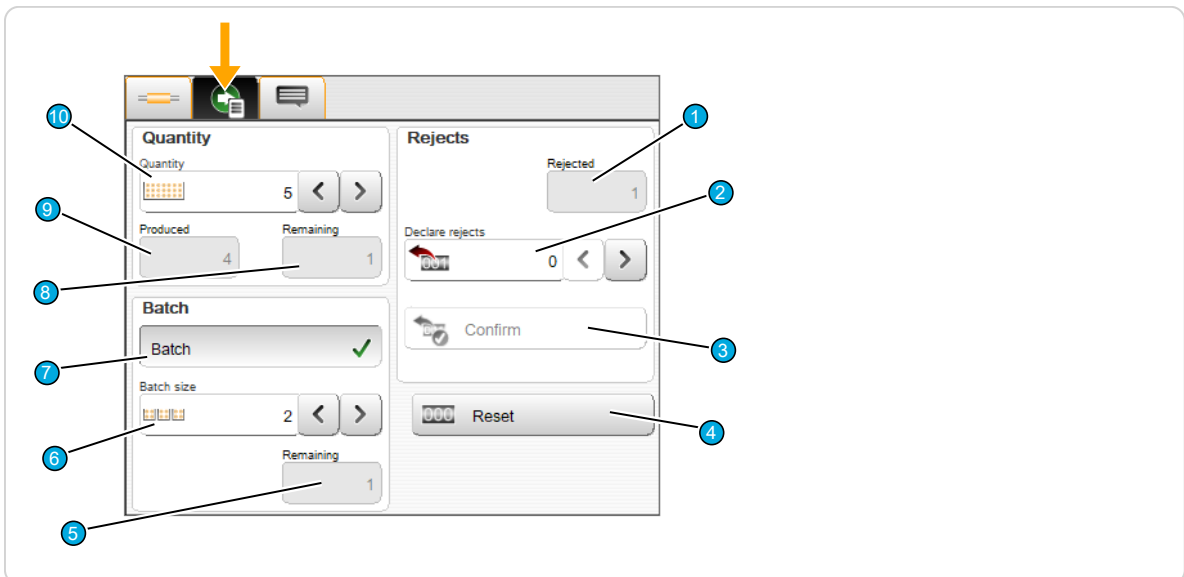 Quantity
Quantity
5
Produced
4
Remaining
1
Batch
Batch
Batch size
2
Remaining
1
Rejects
Rejected
1
Declare rejects
001
0
Confirm
000 Reset
1
2
3
4
5
6
7
8
9
10